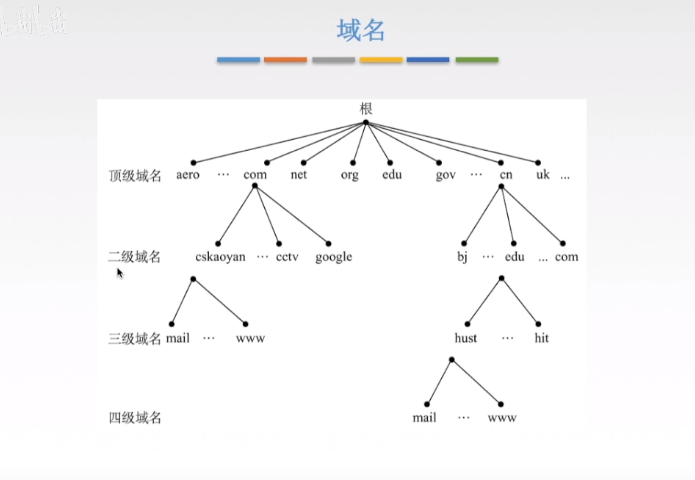 域名
根
顶级域名 aero … com net org edu gov … cn uk ...
二级域名 cskaoyan … cctv google bj … edu ... com
三级域名 mail … www hust … hit
四级域名 mail … www